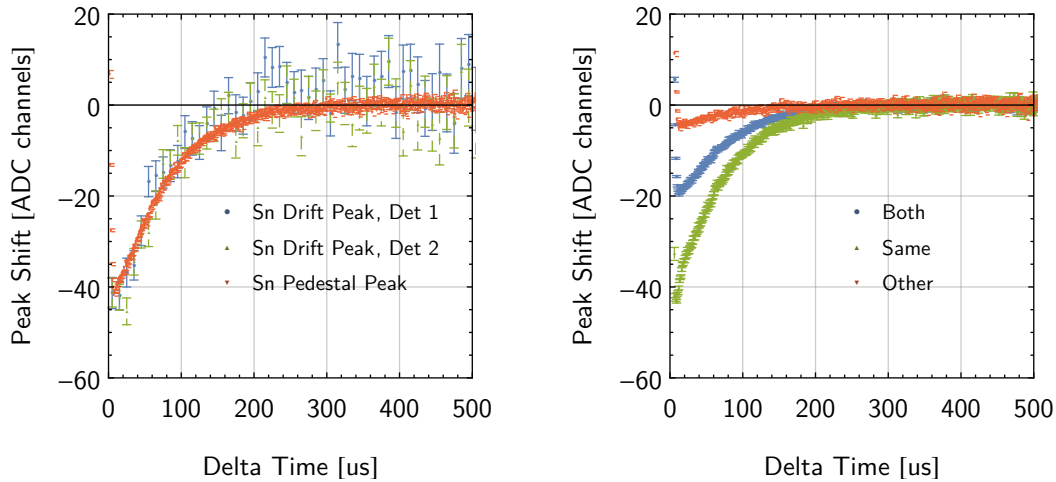 20
0
−20
−40
−60
0
100
200
300
400
500
Peak Shift [ADC channels]
Delta Time [us]
Sn Drift Peak, Det 1
Sn Drift Peak, Det 2
Sn Pedestal Peak
20
0
−20
−40
−60
0
100
200
300
400
500
Peak Shift [ADC channels]
Delta Time [us]
Both
Same
Other